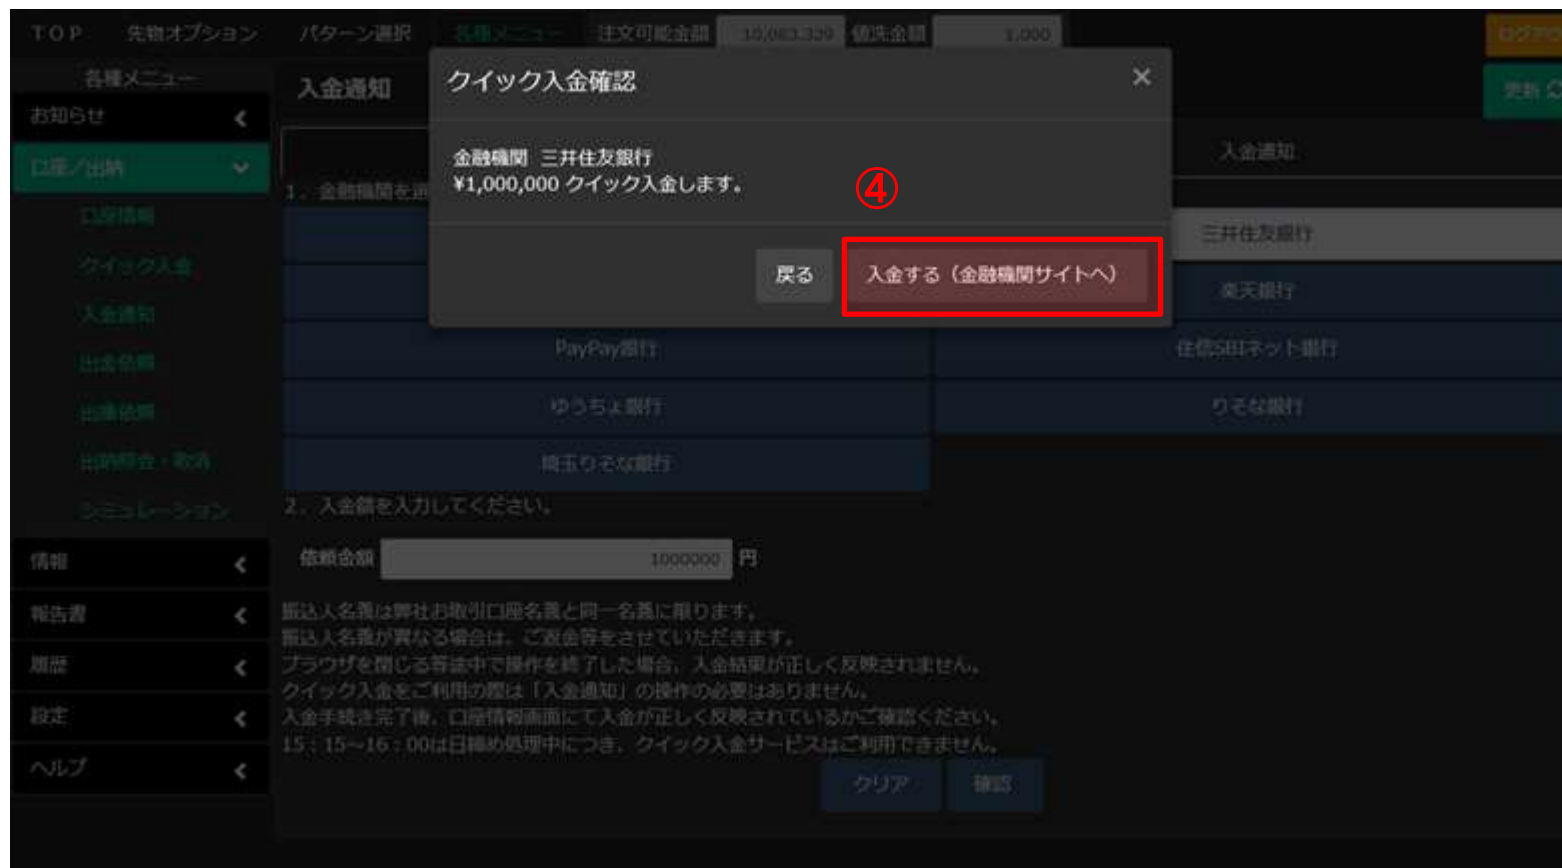 TOP 先物オプション パターン選択 各種メニュー 注文可能金額 10,083,329 値洗金額 1,000
各種メニュー
お知らせ
口座/出納
口座情報
クイック入金
入金通知
出金依頼
出庫依頼
出納照会・取消
シミュレーション
情報
報告書
履歴
設定
ヘルプ
入金通知
更新
入金通知
1. 金融機関を選
クイック入金確認 ×
金融機関 三井住友銀行
¥1,000,000 クイック入金します。
④
戻る 入金する(金融機関サイトへ)
三井住友銀行
楽天銀行
PayPay銀行 住信SBIネット銀行
ゆうちょ銀行 りそな銀行
埼玉りそな銀行
2. 入金額を入力してください。
依頼金額 1000000 円
振込人名義は弊社お取引口座名義と同一名義に限ります。
振込人名義が異なる場合は、ご返金等をさせていただきます。
ブラウザを閉じる等途中で操作を終了した場合、入金結果が正しく反映されません。
クイック入金をご利用の際は「入金通知」の操作の必要はありません。
入金手続き完了後、口座情報画面にて入金が正しく反映されているかご確認ください。
15:15~16:00は日締め処理中につき、クイック入金サービスはご利用できません。
クリア 確認